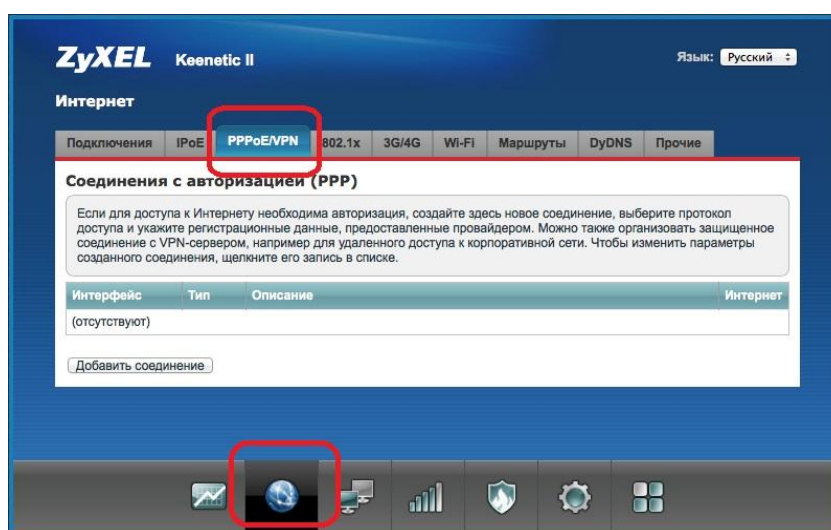 ZyXEL Keenetic II Язык: Русский
Интернет
Подключения IPoE PPPoE/VPN 802.1x 3G/4G Wi-Fi Маршруты DyDNS Прочие
Соединения с авторизацией (PPP)
Если для доступа к Интернету необходима авторизация, создайте здесь новое соединение, выберите протокол
доступа и укажите регистрационные данные, предоставленные провайдером. Можно также организовать защищенное
соединение с VPN-сервером, например для удаленного доступа к корпоративной сети. Чтобы изменить параметры
созданного соединения, щелкните его запись в списке.
Интерфейс Тип Описание Интернет
(отсутствуют)
Добавить соединение